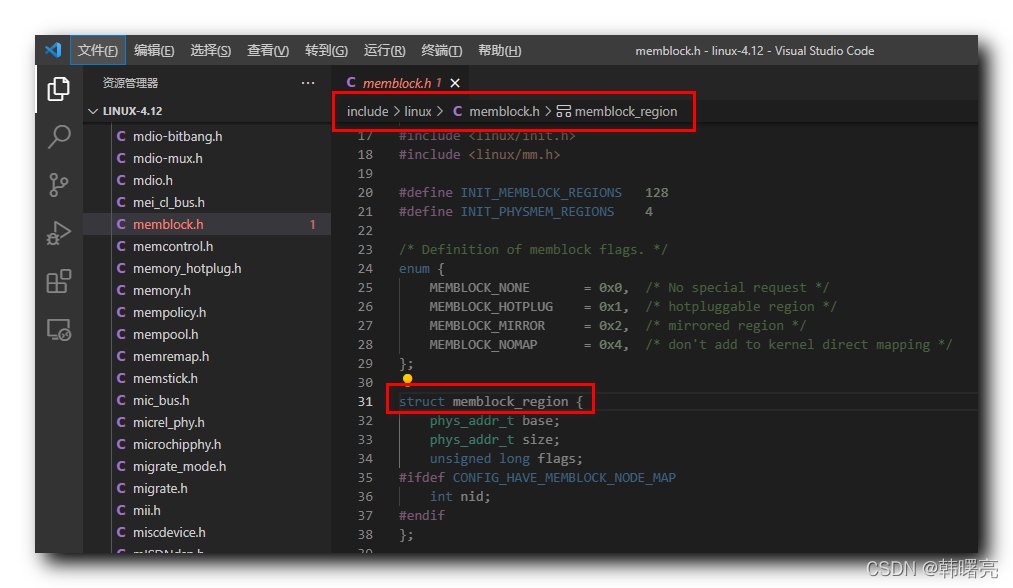 文件(F) 编辑(E) 选择(S) 查看(V) 转到(G) 运行(R) 终端(T) 帮助(H) memblock.h - linux-4.12 - Visual Studio Code
资源管理器 ···
LINUX-4.12
mdio-bitbang.h
mdio-mux.h
mdio.h
mei_cl_bus.h
memblock.h 1
memcontrol.h
memory_hotplug.h
memory.h
mempolicy.h
mempool.h
memremap.h
memstick.h
mic_bus.h
micrel_phy.h
microchipphy.h
migrate_mode.h
migrate.h
mii.h
miscdevice.h
mISDNdsp.h
C memblock.h 1 ×
include > linux > C memblock.h > memblock_region
17 #include <linux/init.h>
18 #include <linux/mm.h>
19
20 #define INIT_MEMBLOCK_REGIONS 128
21 #define INIT_PHYSMEM_REGIONS 4
22
23 /* Definition of memblock flags. */
24 enum {
25 MEMBLOCK_NONE = 0x0, /* No special request */
26 MEMBLOCK_HOTPLUG = 0x1, /* hotpluggable region */
27 MEMBLOCK_MIRROR = 0x2, /* mirrored region */
28 MEMBLOCK_NOMAP = 0x4, /* don't add to kernel direct mapping */
29 };
30
31 struct memblock_region {
32 phys_addr_t base;
33 phys_addr_t size;
34 unsigned long flags;
35 #ifdef CONFIG_HAVE_MEMBLOCK_NODE_MAP
36 int nid;
37 #endif
38 };
39
CSDN @韩曙亮